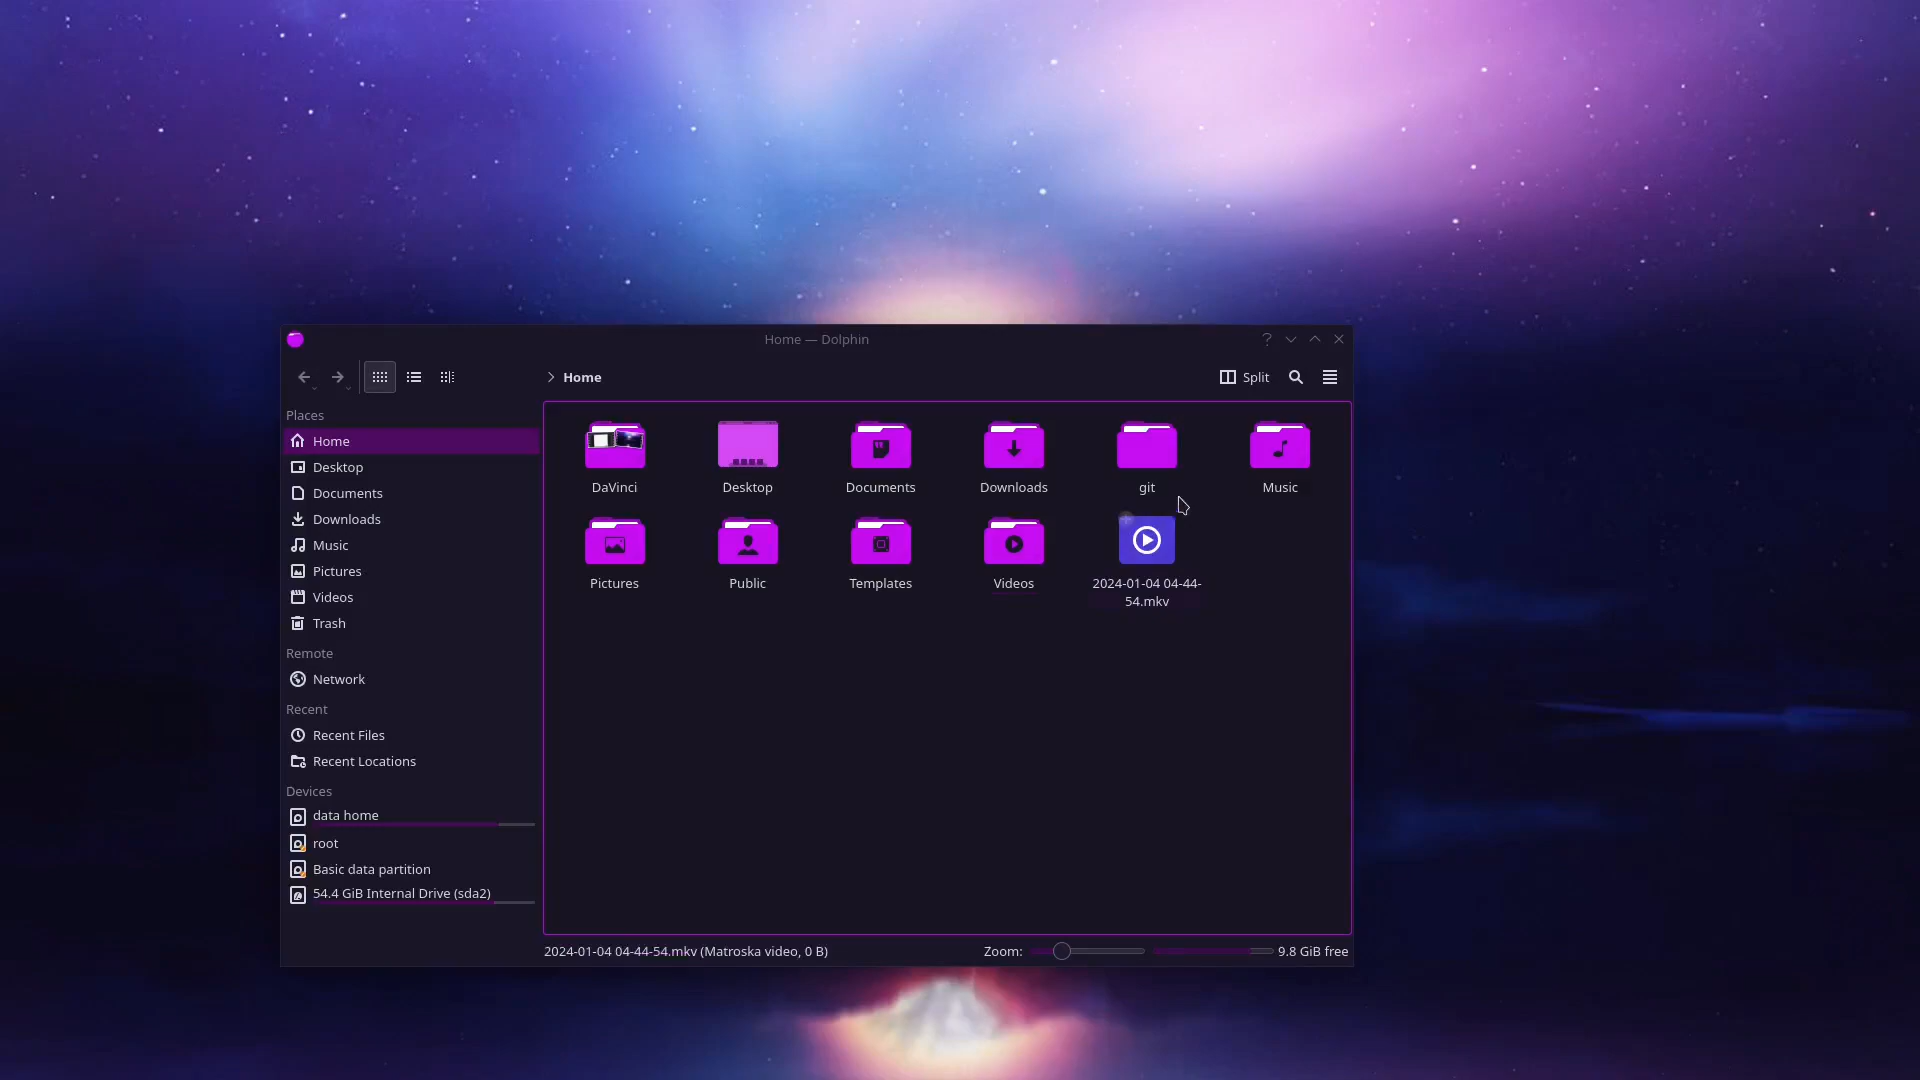 Home — Dolphin
Home
Split
Places
Home
Desktop
Documents
Downloads
Music
Pictures
Videos
Trash
Remote
Network
Recent
Recent Files
Recent Locations
Devices
data home
root
Basic data partition
54.4 GiB Internal Drive (sda2)
DaVinci
Desktop
Documents
Downloads
git
Music
Pictures
Public
Templates
Videos
2024-01-04 04-44-
54.mkv
2024-01-04 04-44-54.mkv (Matroska video, 0 B)
Zoom:
9.8 GiB free